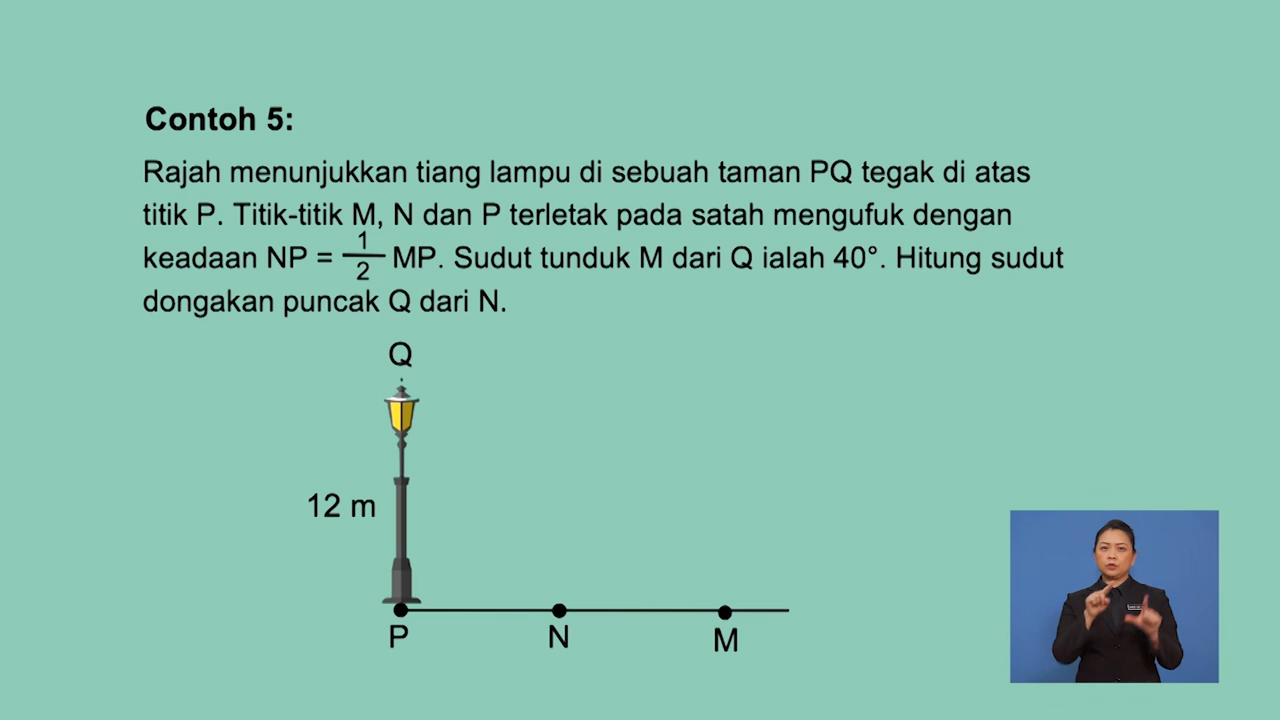 Contoh 5:
Rajah menunjukkan tiang lampu di sebuah taman PQ tegak di atas
titik P. Titik-titik M, N dan P terletak pada satah mengufuk dengan
keadaan NP = 1/2 MP. Sudut tunduk M dari Q ialah 40°. Hitung sudut
dongakan puncak Q dari N.
Q
12 m
P N M